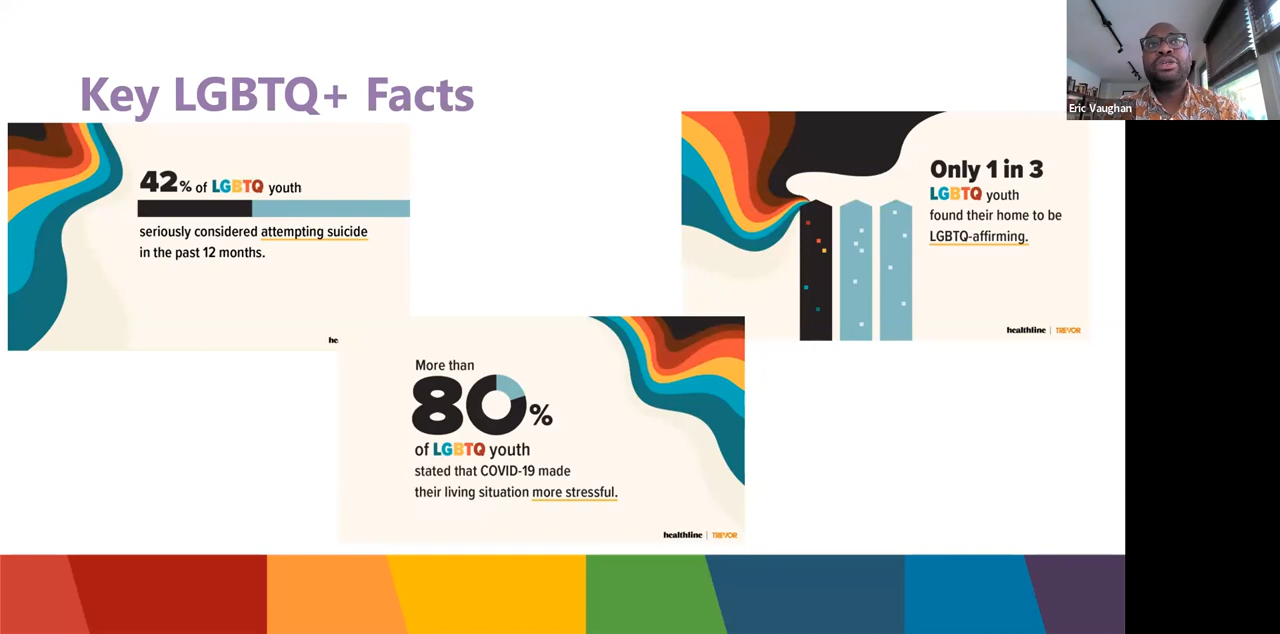 Key LGBTQ+ Facts
Eric Vaughan
42% of LGBTQ youth
seriously considered attempting suicide
in the past 12 months.
he
Only 1 in 3
LGBTQ youth
found their home to be
LGBTQ-affirming.
healthline | TREVOR
More than
80%
of LGBTQ youth
stated that COVID-19 made
their living situation more stressful.
healthline | TREVOR